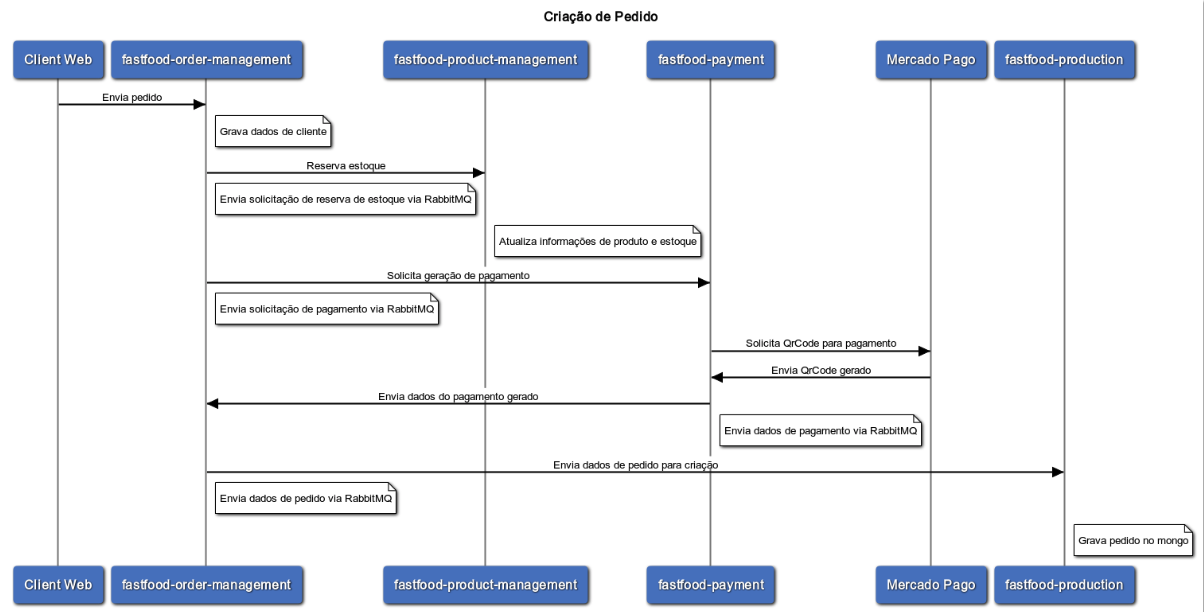 Criação de Pedido
Client Web
fastfood-order-management
fastfood-product-management
fastfood-payment
Mercado Pago
fastfood-production
Envia pedido
Grava dados de cliente
Reserva estoque
Envia solicitação de reserva de estoque via RabbitMQ
Atualiza informações de produto e estoque
Solicita geração de pagamento
Envia solicitação de pagamento via RabbitMQ
Solicita QrCode para pagamento
Envia QrCode gerado
Envia dados do pagamento gerado
Envia dados de pagamento via RabbitMQ
Envia dados de pedido para criação
Envia dados de pedido via RabbitMQ
Grava pedido no mongo
Client Web
fastfood-order-management
fastfood-product-management
fastfood-payment
Mercado Pago
fastfood-production